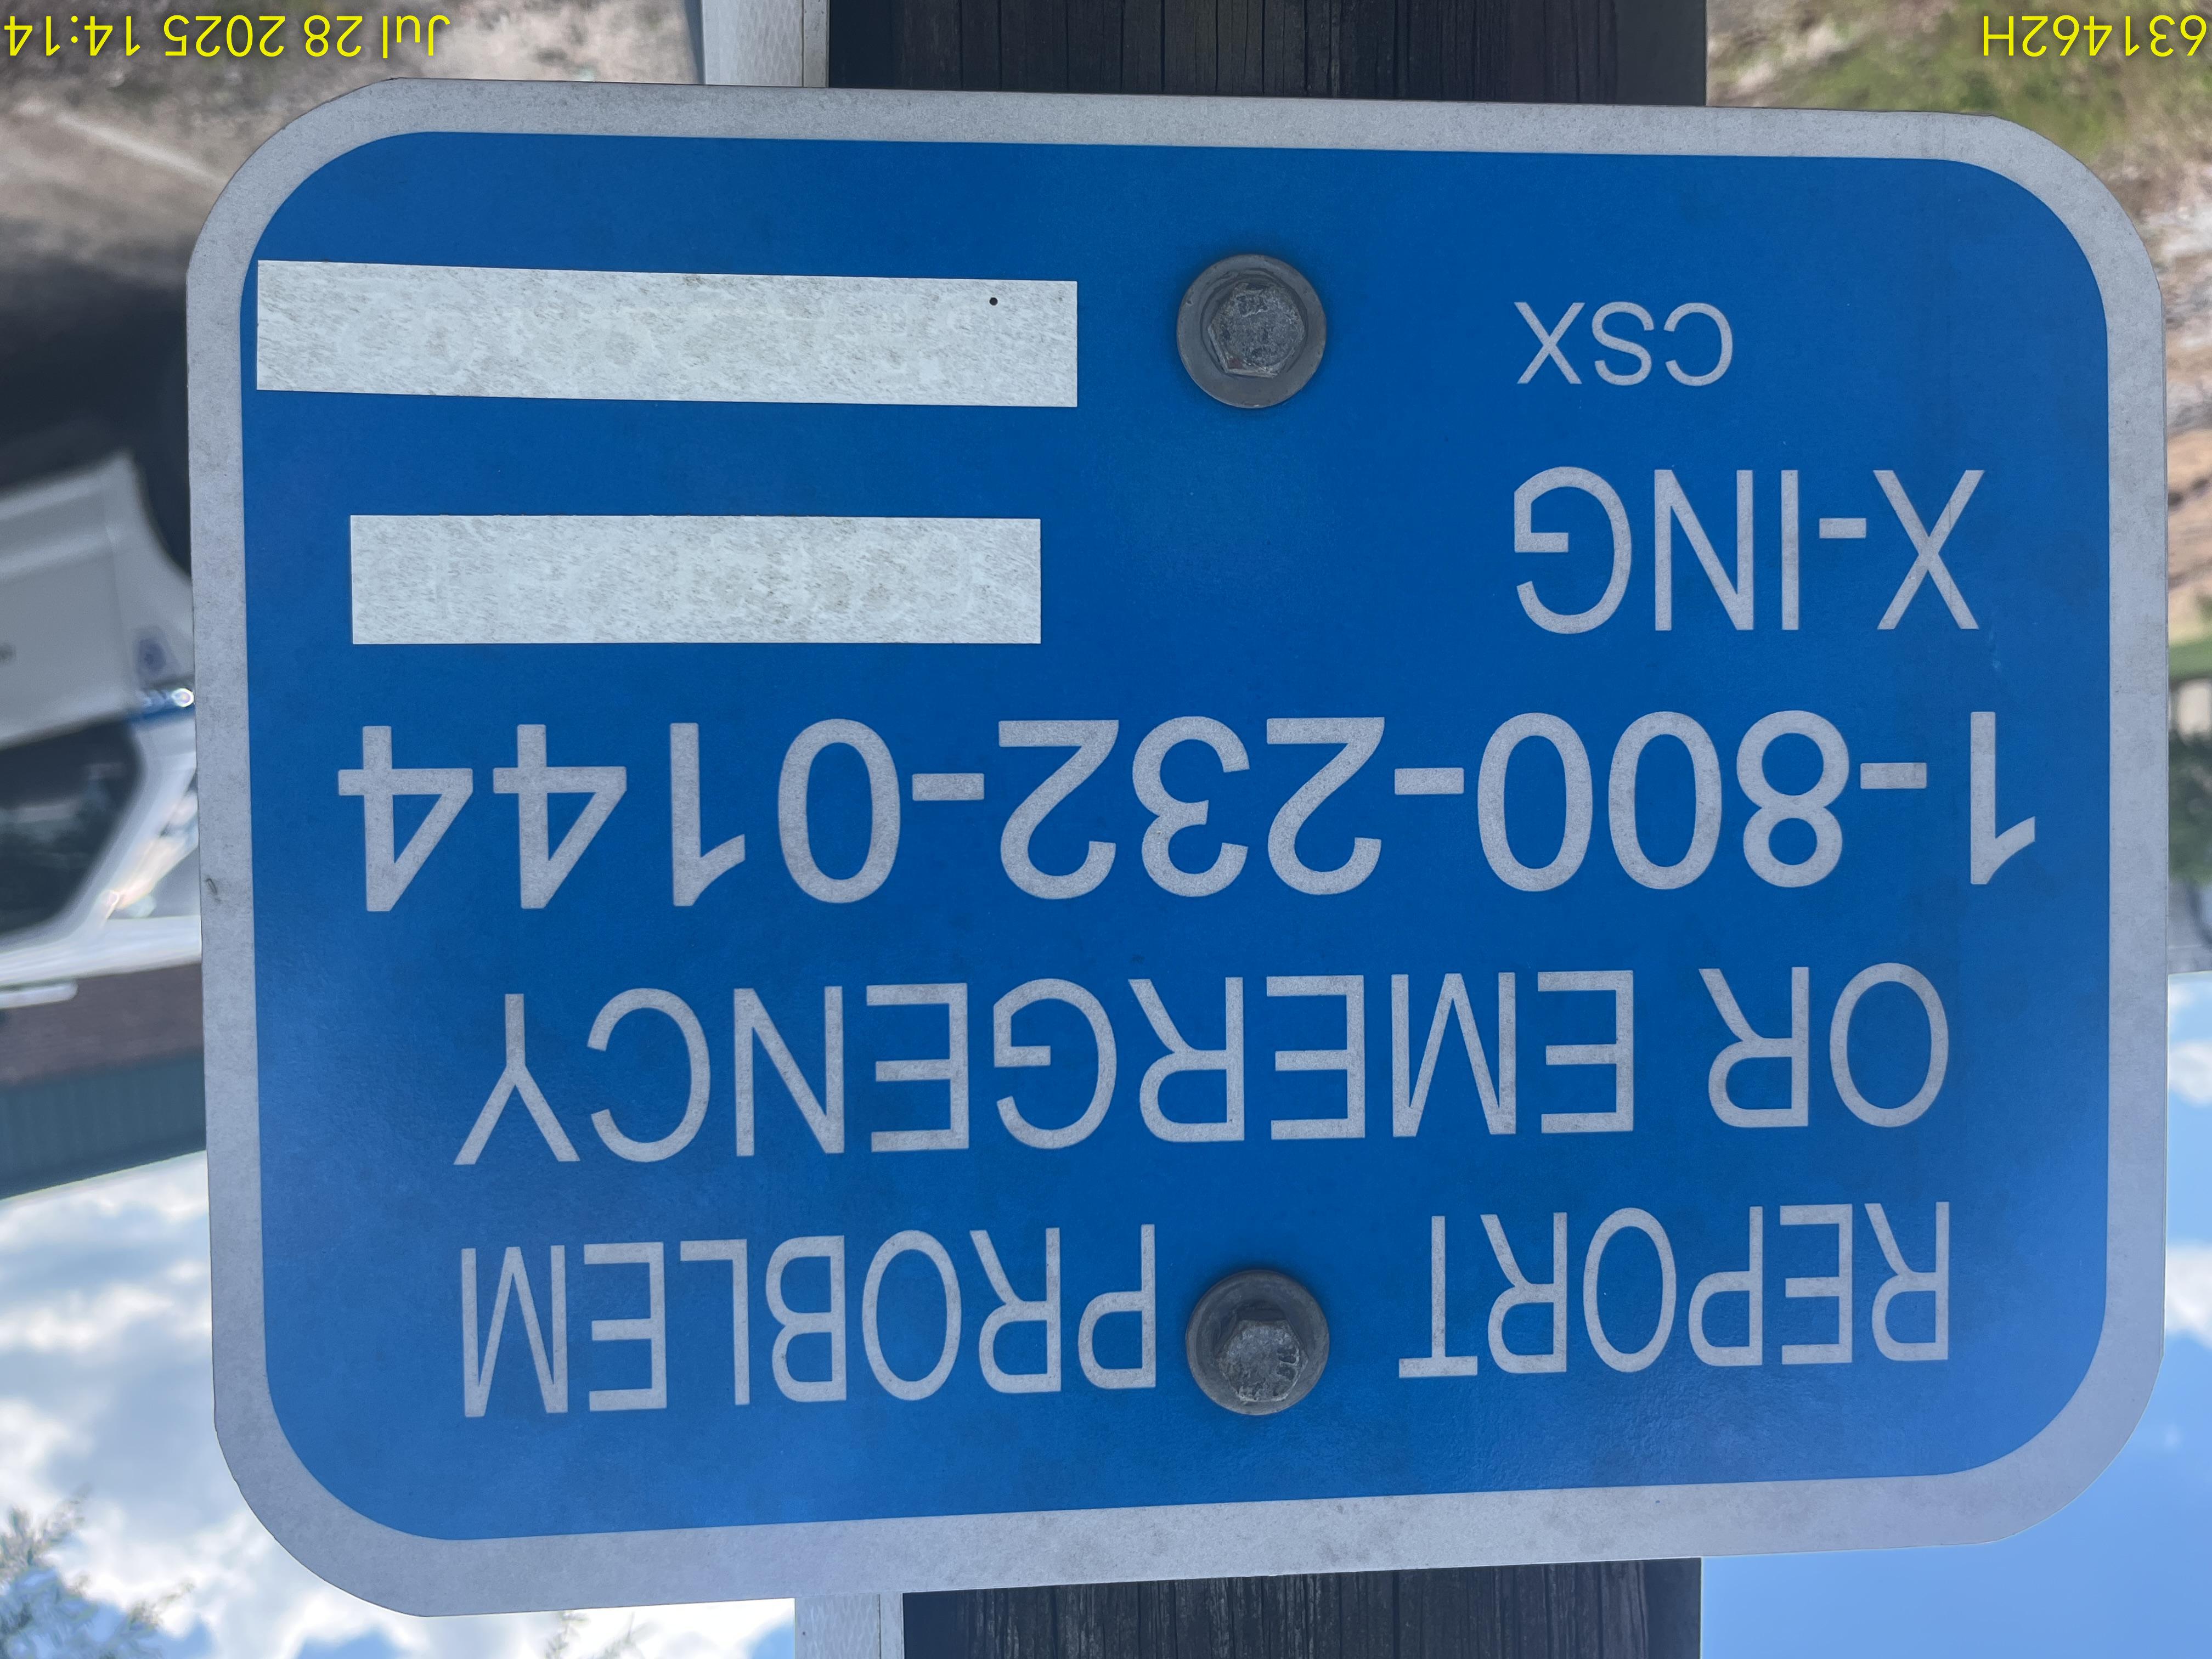 REPORT PROBLEM
OR EMERGENCY
1-800-232-0144
X-ING
CSX
631462H
Jul 28 2025 14:14